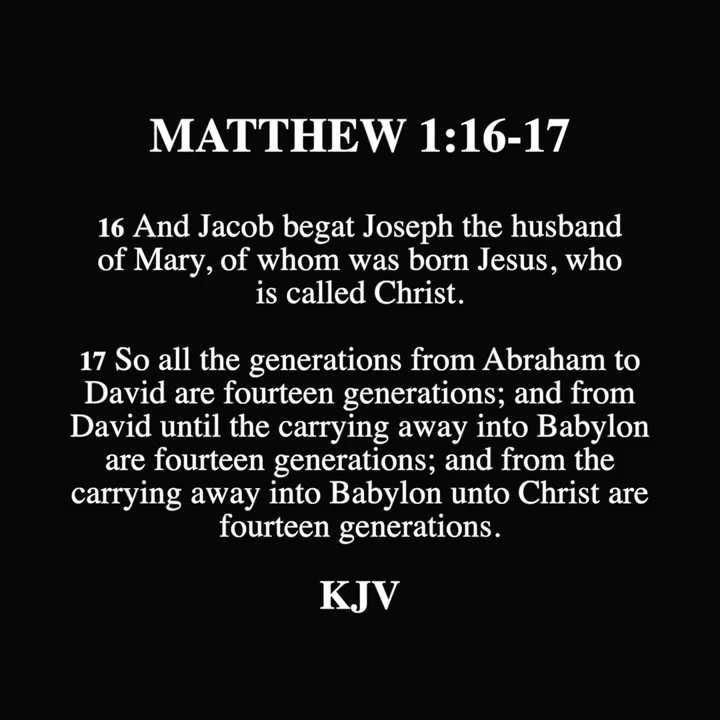 MATTHEW 1:16-17
16 And Jacob begat Joseph the husband
of Mary, of whom was born Jesus, who
is called Christ.
17 So all the generations from Abraham to
David are fourteen generations; and from
David until the carrying away into Babylon
are fourteen generations; and from the
carrying away into Babylon unto Christ are
fourteen generations.
KJV